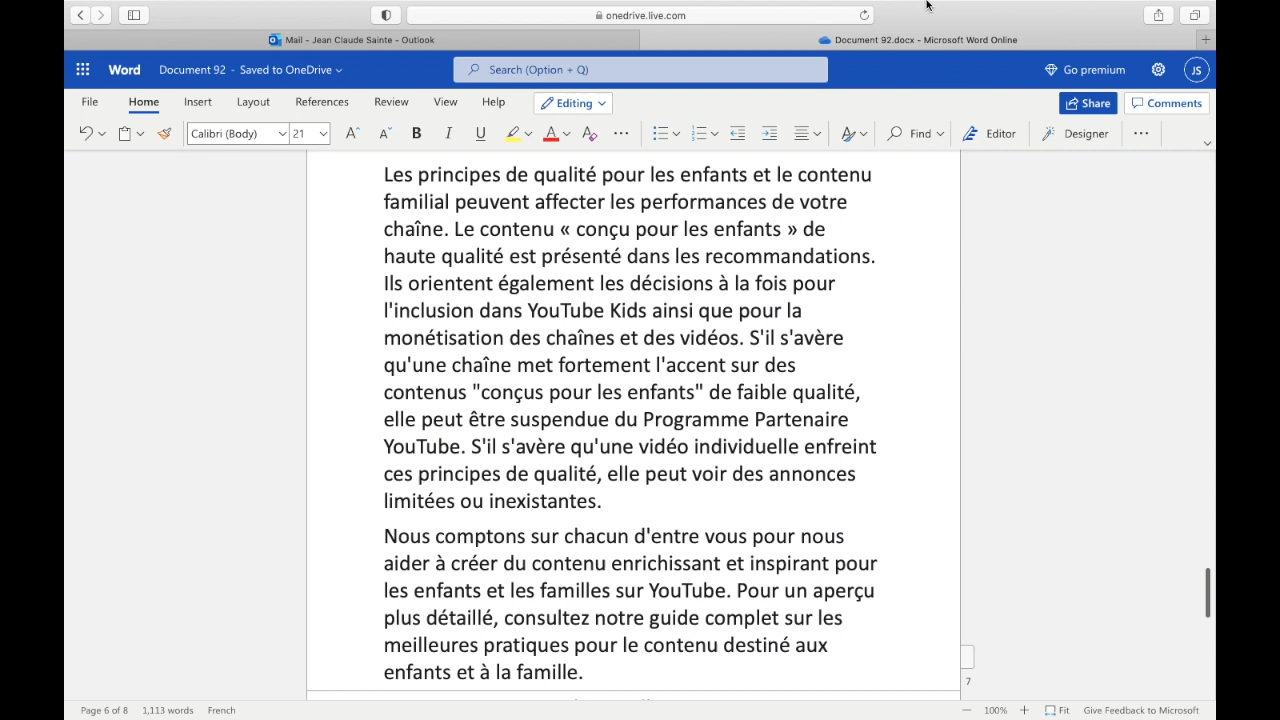 onedrive.live.com
Mail - Jean Claude Sainte - Outlook
Document 92.docx - Microsoft Word Online
Word Document 92 - Saved to OneDrive
Search (Option + Q)
Go premium
JS
File Home Insert Layout References Review View Help Editing
Share Comments
Calibri (Body) 21 A A B I U A A Find Editor Designer
Les principes de qualité pour les enfants et le contenu
familial peuvent affecter les performances de votre
chaîne. Le contenu « conçu pour les enfants » de
haute qualité est présenté dans les recommandations.
Ils orientent également les décisions à la fois pour
l'inclusion dans YouTube Kids ainsi que pour la
monétisation des chaînes et des vidéos. S'il s'avère
qu'une chaîne met fortement l'accent sur des
contenus "conçus pour les enfants" de faible qualité,
elle peut être suspendue du Programme Partenaire
YouTube. S'il s'avère qu'une vidéo individuelle enfreint
ces principes de qualité, elle peut voir des annonces
limitées ou inexistantes.
Nous comptons sur chacun d'entre vous pour nous
aider à créer du contenu enrichissant et inspirant pour
les enfants et les familles sur YouTube. Pour un aperçu
plus détaillé, consultez notre guide complet sur les
meilleures pratiques pour le contenu destiné aux
enfants et à la famille.
7
Page 6 of 8 1,113 words French
100% Fit Give Feedback to Microsoft